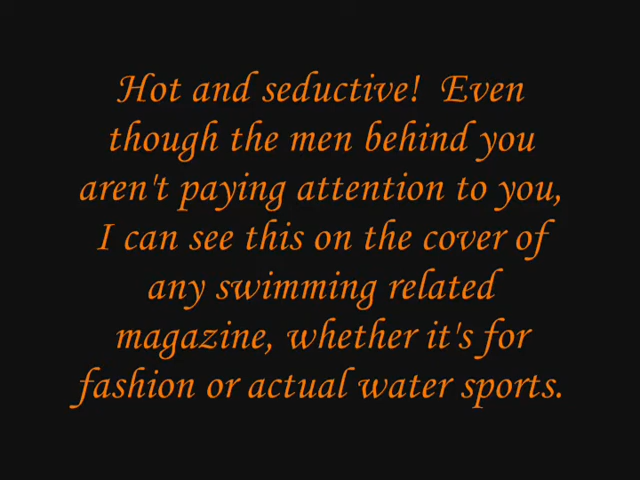 Hot and seductive!  Even
though the men behind you
aren't paying attention to you,
I can see this on the cover of
any swimming related
magazine, whether it's for
fashion or actual water sports.